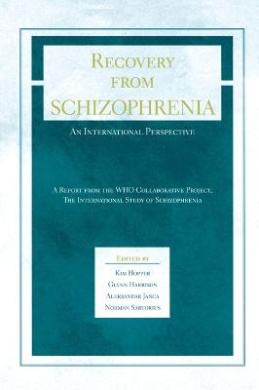 RECOVERY
FROM
SCHIZOPHRENIA
AN INTERNATIONAL PERSPECTIVE
A REPORT FROM THE WHO COLLABORATIVE PROJECT,
THE INTERNATIONAL STUDY OF SCHIZOPHRENIA
EDITED BY
KIM HOPPER
GLYNN HARRISON
ALEKSANDAR JANCA
NORMAN SARTORIUS